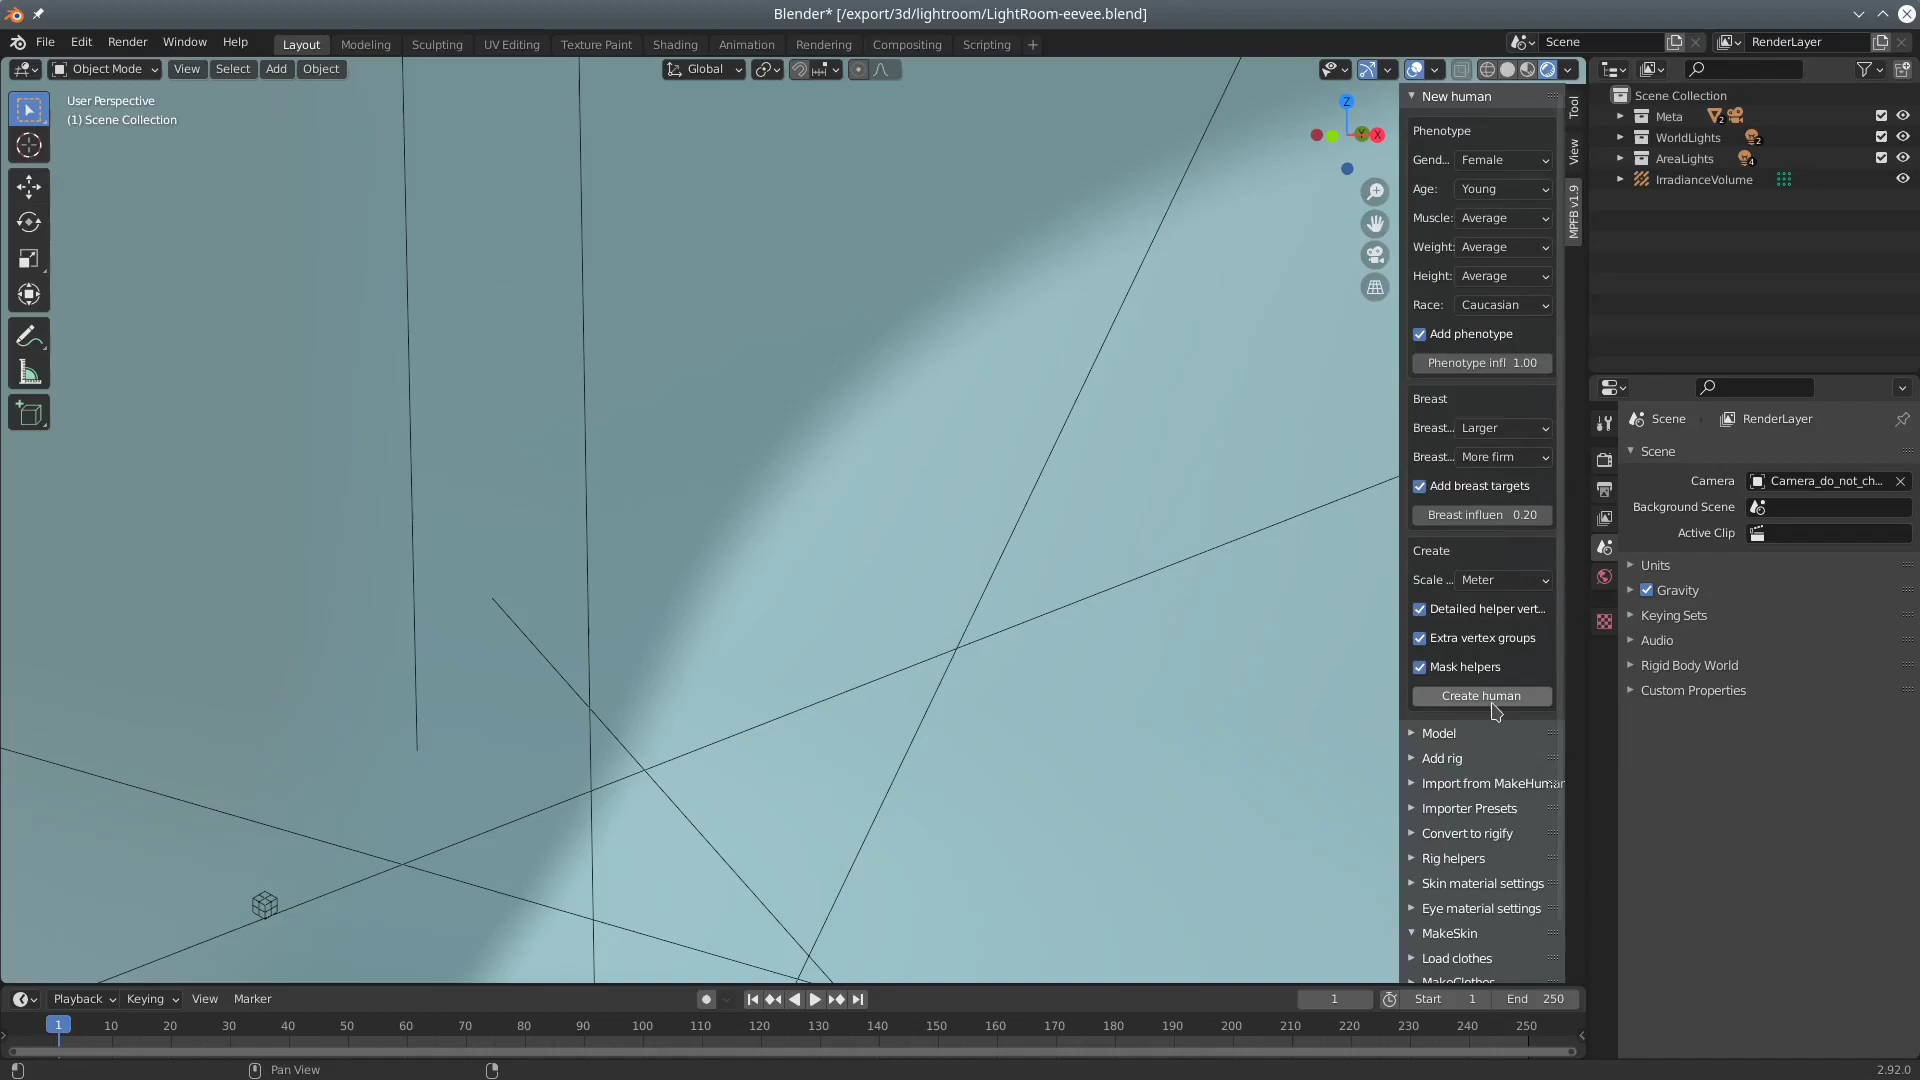 Blender* [/export/3d/lightroom/LightRoom-eevee.blend]
File Edit Render Window Help
Layout Modeling Sculpting UV Editing Texture Paint Shading Animation Rendering Compositing Scripting +
Scene
RenderLayer
Object Mode View Select Add Object
Global
User Perspective
(1) Scene Collection
Z
Y
X
New human
Phenotype
Gend... Female
Age: Young
Muscle: Average
Weight: Average
Height: Average
Race: Caucasian
Add phenotype
Phenotype infl 1.00
Breast
Breast... Larger
Breast... More firm
Add breast targets
Breast influen 0.20
Create
Scale ... Meter
Detailed helper vert...
Extra vertex groups
Mask helpers
Create human
Model
Add rig
Import from MakeHuman
Importer Presets
Convert to rigify
Rig helpers
Skin material settings
Eye material settings
MakeSkin
Load clothes
MakeClothes
Tool
View
MPFB v1.9
Scene Collection
Meta 2
WorldLights 2
AreaLights 4
IrradianceVolume
Scene RenderLayer
Scene
Camera Camera_do_not_ch...
Background Scene
Active Clip
Units
Gravity
Keying Sets
Audio
Rigid Body World
Custom Properties
Playback Keying View Marker
1 Start 1 End 250
1 10 20 30 40 50 60 70 80 90 100 110 120 130 140 150 160 170 180 190 200 210 220 230 240 250
Pan View
2.92.0